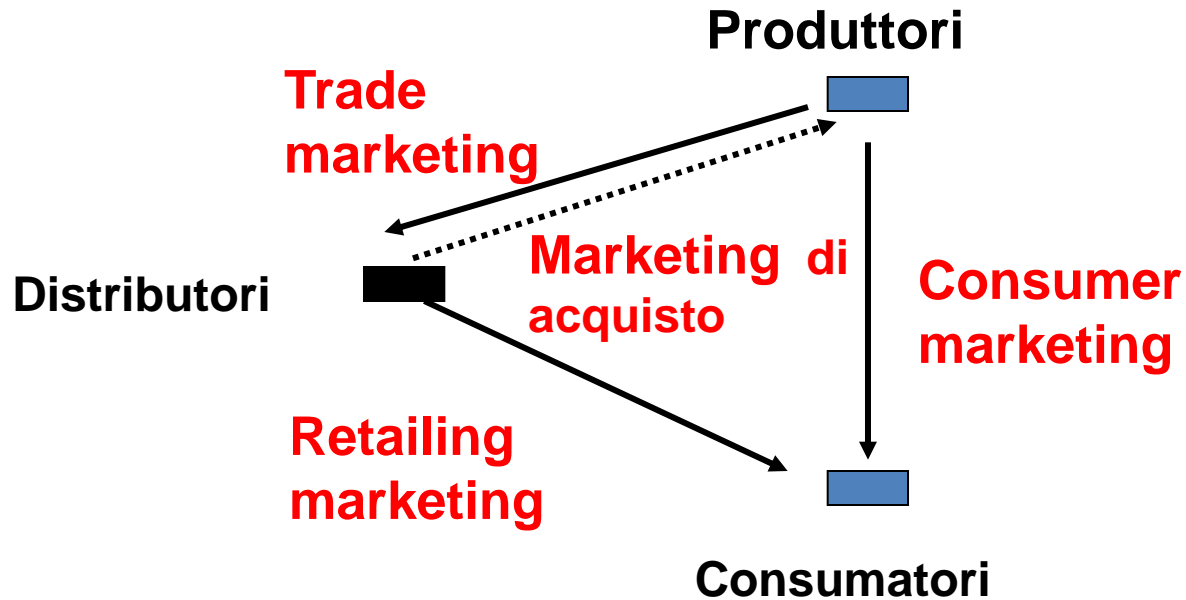 Produttori
Trade
marketing
Marketing di
acquisto
Consumer
marketing
Distributori
Retailing
marketing
Consumatori